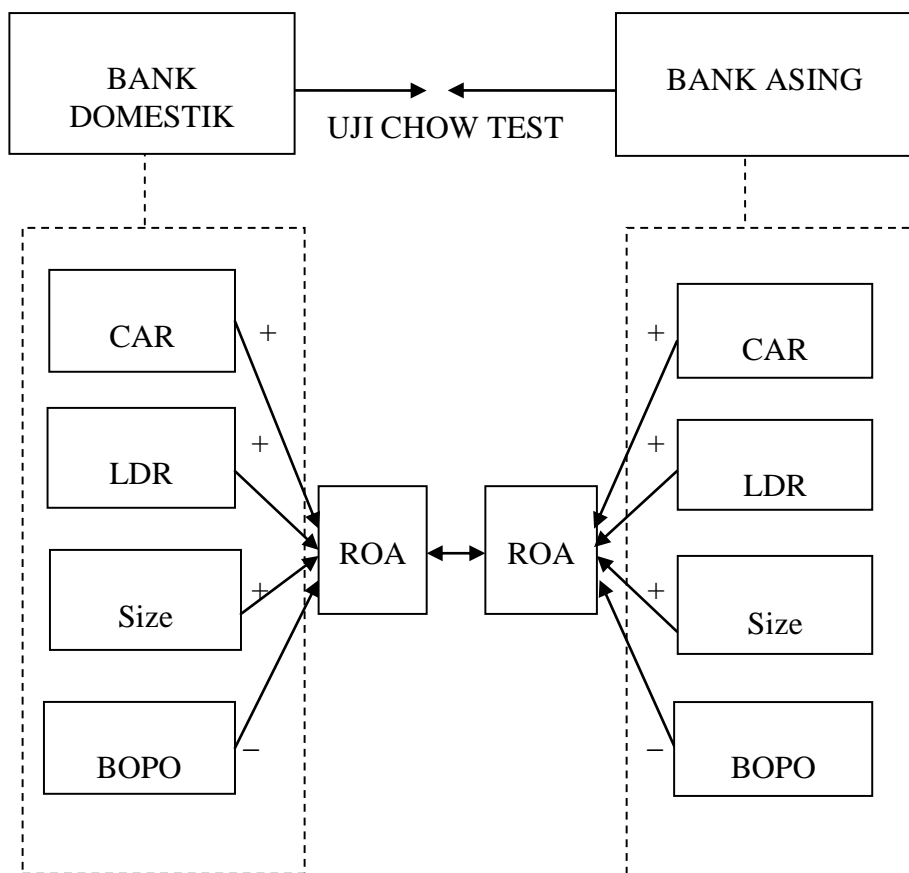 BANK
DOMESTIK
BANK ASING
UJI CHOW TEST
CAR
+
+
CAR
LDR
+
+
LDR
ROA
ROA
Size
+
+
Size
BOPO
−
−
BOPO